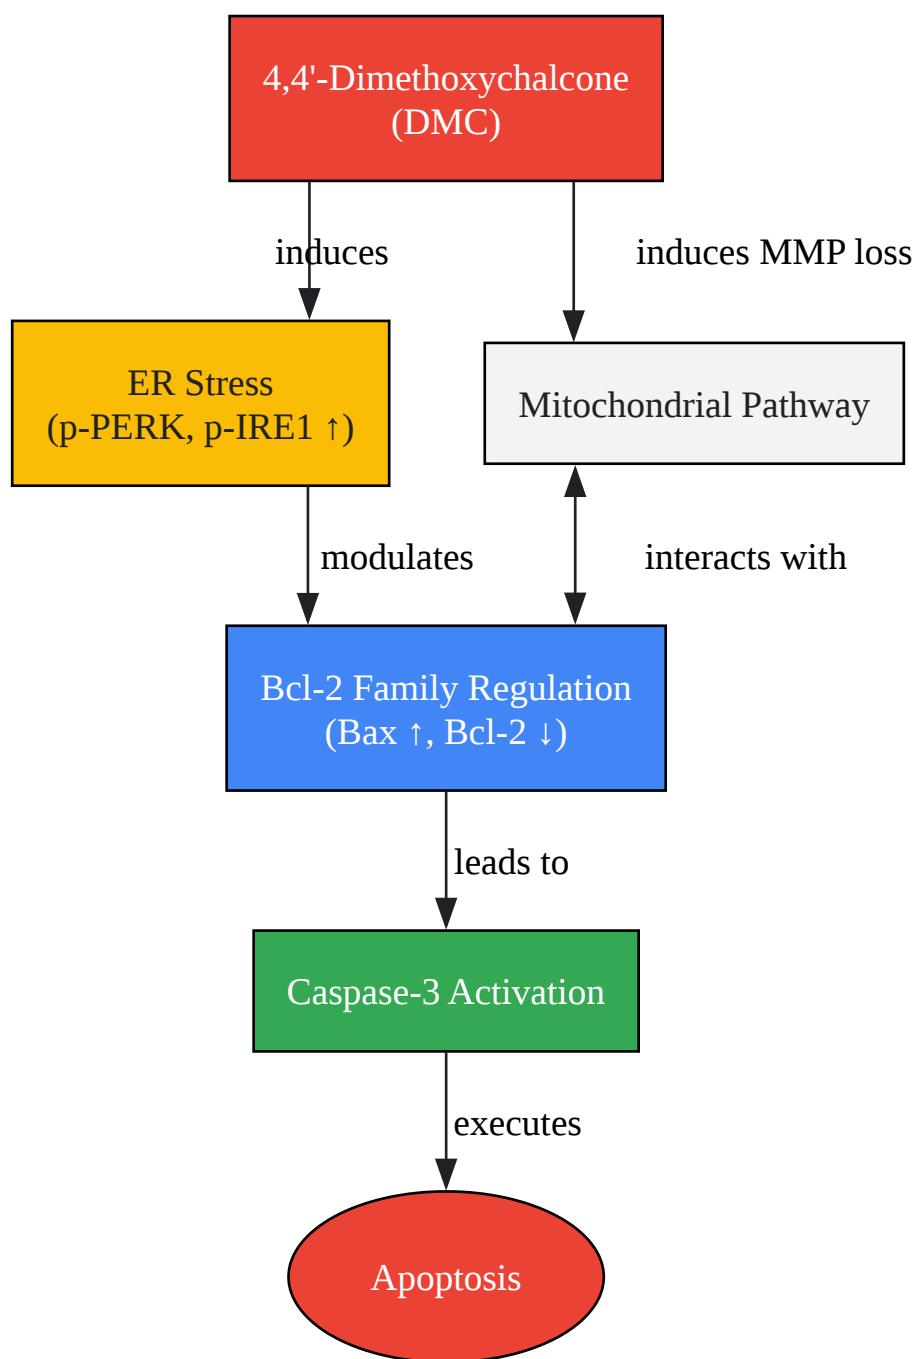 4,4'-Dimethoxychalcone
(DMC)
induces
induces MMP loss
ER Stress
(p-PERK, p-IRE1 ↑)
Mitochondrial Pathway
modulates
interacts with
Bcl-2 Family Regulation
(Bax ↑, Bcl-2 ↓)
leads to
Caspase-3 Activation
executes
Apoptosis